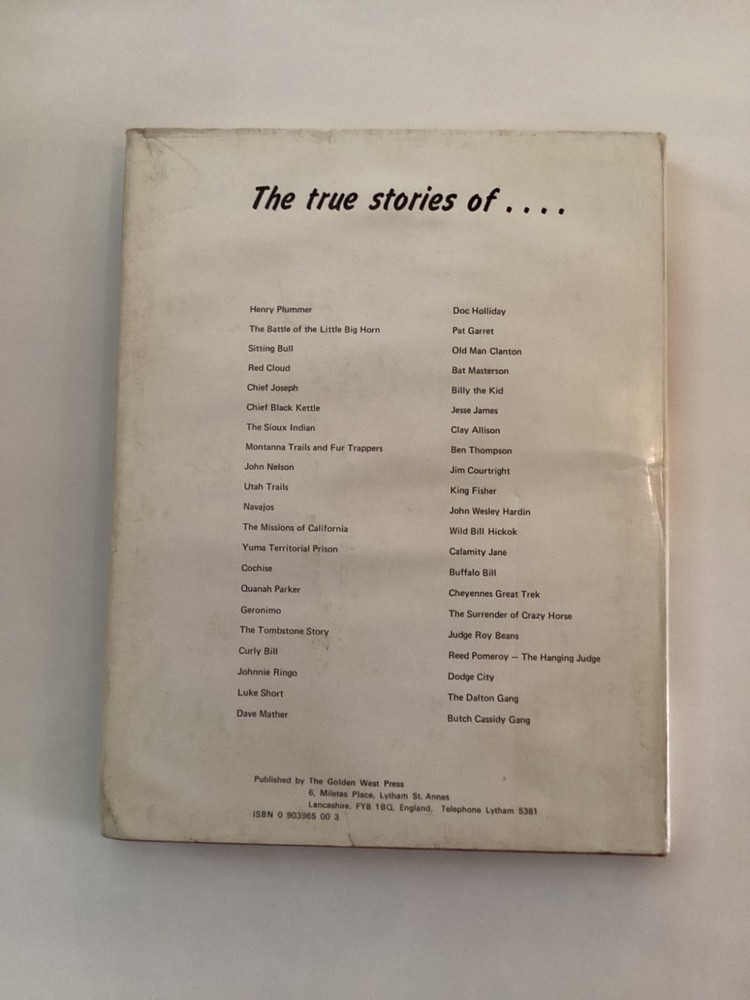 The true stories of ....
Henry Plummer
The Battle of the Little Big Horn
Sitting Bull
Red Cloud
Chief Joseph
Chief Black Kettle
The Sioux Indian
Montanna Trails and Fur Trappers
John Nelson
Utah Trails
Navajos
The Missions of California
Yuma Territorial Prison
Cochise
Quanah Parker
Geronimo
The Tombstone Story
Curly Bill
Johnnie Ringo
Luke Short
Dave Mather
Doc Holliday
Pat Garret
Old Man Clanton
Bat Masterson
Billy the Kid
Jesse James
Clay Allison
Ben Thompson
Jim Courtright
King Fisher
John Wesley Hardin
Wild Bill Hickok
Calamity Jane
Buffalo Bill
Cheyennes Great Trek
The Surrender of Crazy Horse
Judge Roy Beans
Reed Pomeroy — The Hanging Judge
Dodge City
The Dalton Gang
Butch Cassidy Gang
Published by The Golden West Press
6, Miletas Place, Lytham St. Annes
Lancashire. FY8 1BQ, England. Telephone Lytham 5381
ISBN 0 903965 00 3